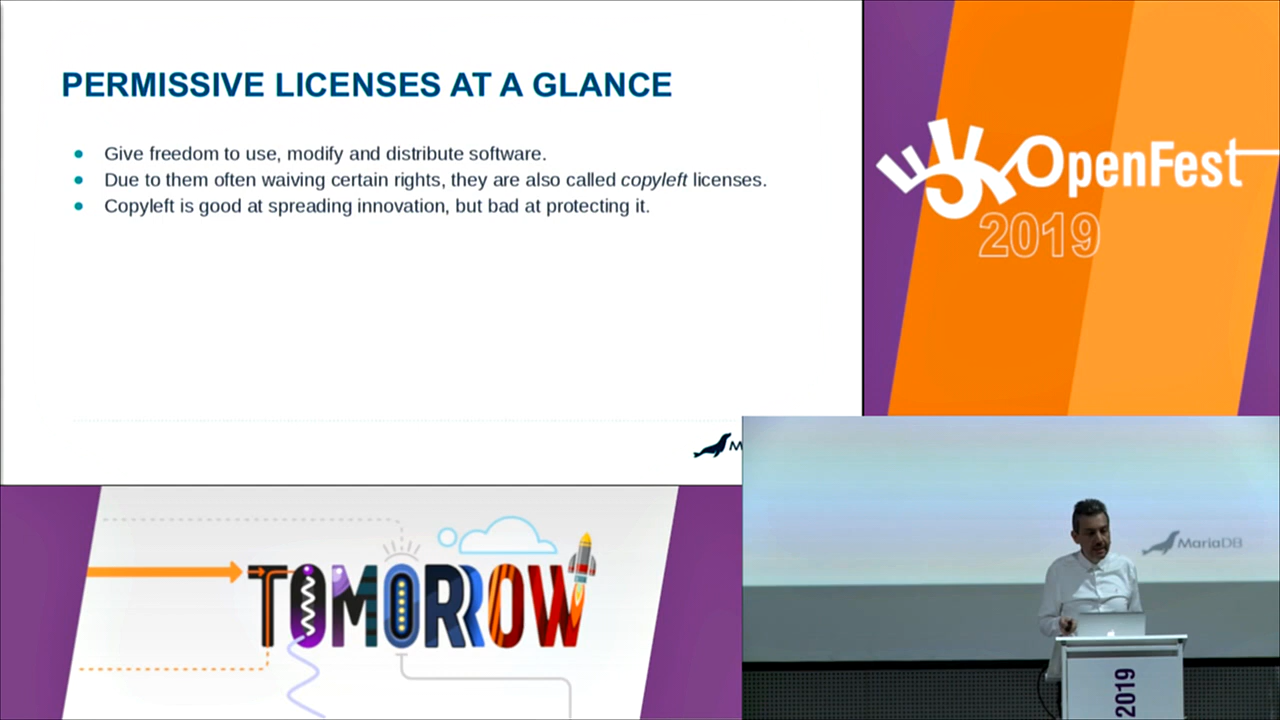 PERMISSIVE LICENSES AT A GLANCE
Give freedom to use, modify and distribute software.
Due to them often waiving certain rights, they are also called copyleft licenses.
Copyleft is good at spreading innovation, but bad at protecting it.
OpenFest
2019
TOMORROW
MariaDB
2019